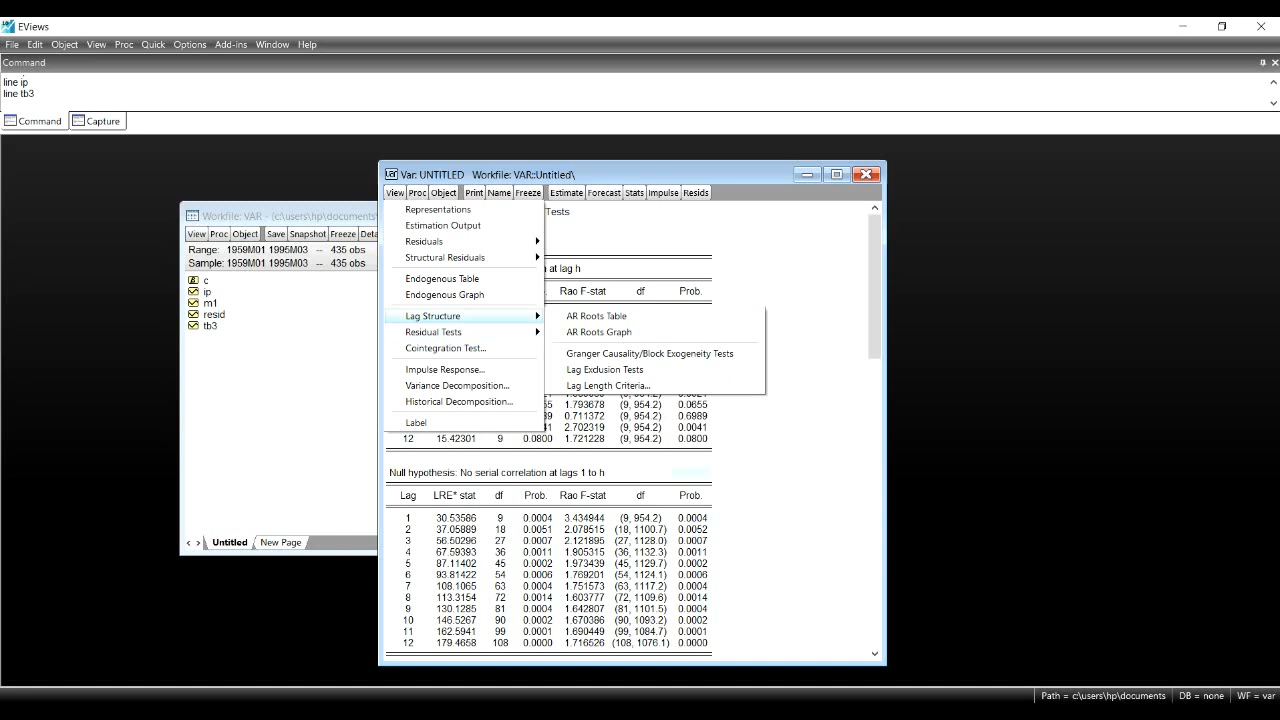 EViews
File Edit Object View Proc Quick Options Add-ins Window Help
Command
line ip
line tb3
Command Capture
Var: UNTITLED Workfile: VAR::Untitled\
View Proc Object Print Name Freeze Estimate Forecast Stats Impulse Resids
Workfile: VAR - (c:\users\hp\documents\
View Proc Object Save Snapshot Freeze Deta
Range: 1959M01 1995M03 -- 435 obs
Sample: 1959M01 1995M03 -- 435 obs
c
ip
m1
resid
tb3
Untitled New Page
Representations
Estimation Output
Residuals
Structural Residuals
Endogenous Table
Endogenous Graph
Lag Structure
Residual Tests
Cointegration Test...
Impulse Response...
Variance Decomposition...
Historical Decomposition...
Label
AR Roots Table
AR Roots Graph
Granger Causality/Block Exogeneity Tests
Lag Exclusion Tests
Lag Length Criteria...
Tests
at lag h
Rao F-stat df Prob.
55 1.793678 (9, 954.2) 0.0655
39 0.711372 (9, 954.2) 0.6989
41 2.702319 (9, 954.2) 0.0041
12 15.42301 9 0.0800 1.721228 (9, 954.2) 0.0800
Null hypothesis: No serial correlation at lags 1 to h
Lag LRE* stat df Prob. Rao F-stat df Prob.
1 30.53586 9 0.0004 3.434944 (9, 954.2) 0.0004
2 37.05889 18 0.0051 2.078515 (18, 1100.7) 0.0052
3 56.50296 27 0.0007 2.121895 (27, 1128.0) 0.0007
4 67.59393 36 0.0011 1.905315 (36, 1132.3) 0.0011
5 87.11402 45 0.0002 1.973439 (45, 1129.7) 0.0002
6 93.81422 54 0.0006 1.769201 (54, 1124.1) 0.0006
7 108.1065 63 0.0004 1.751573 (63, 1117.2) 0.0004
8 113.3154 72 0.0014 1.603777 (72, 1109.6) 0.0014
9 130.1285 81 0.0004 1.642807 (81, 1101.5) 0.0004
10 146.5267 90 0.0002 1.670386 (90, 1093.2) 0.0002
11 162.5941 99 0.0001 1.690449 (99, 1084.7) 0.0001
12 179.4658 108 0.0000 1.716526 (108, 1076.1) 0.0000
Path = c:\users\hp\documents DB = none WF = var